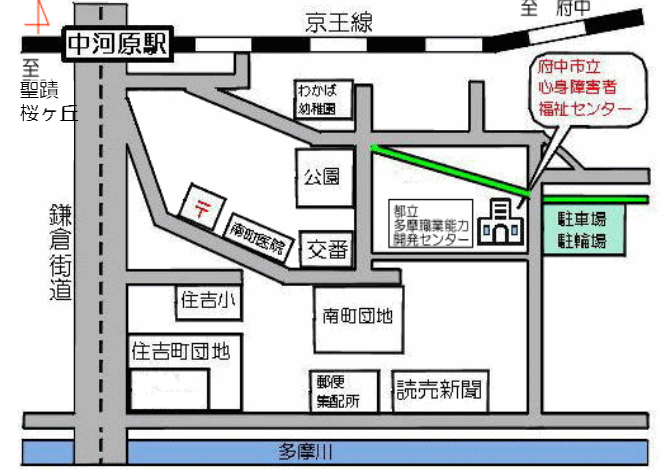 至 府中
京王線
中河原駅
至
聖蹟
桜ヶ丘
府中市立
心身障害者
福祉センター
わかば
幼稚園
公園
〒
南町医院
交番
都立
多摩職業能力
開発センター
駐車場
駐輪場
鎌倉街道
住吉小
南町団地
住吉町団地
郵便
集配所
読売新聞
多摩川